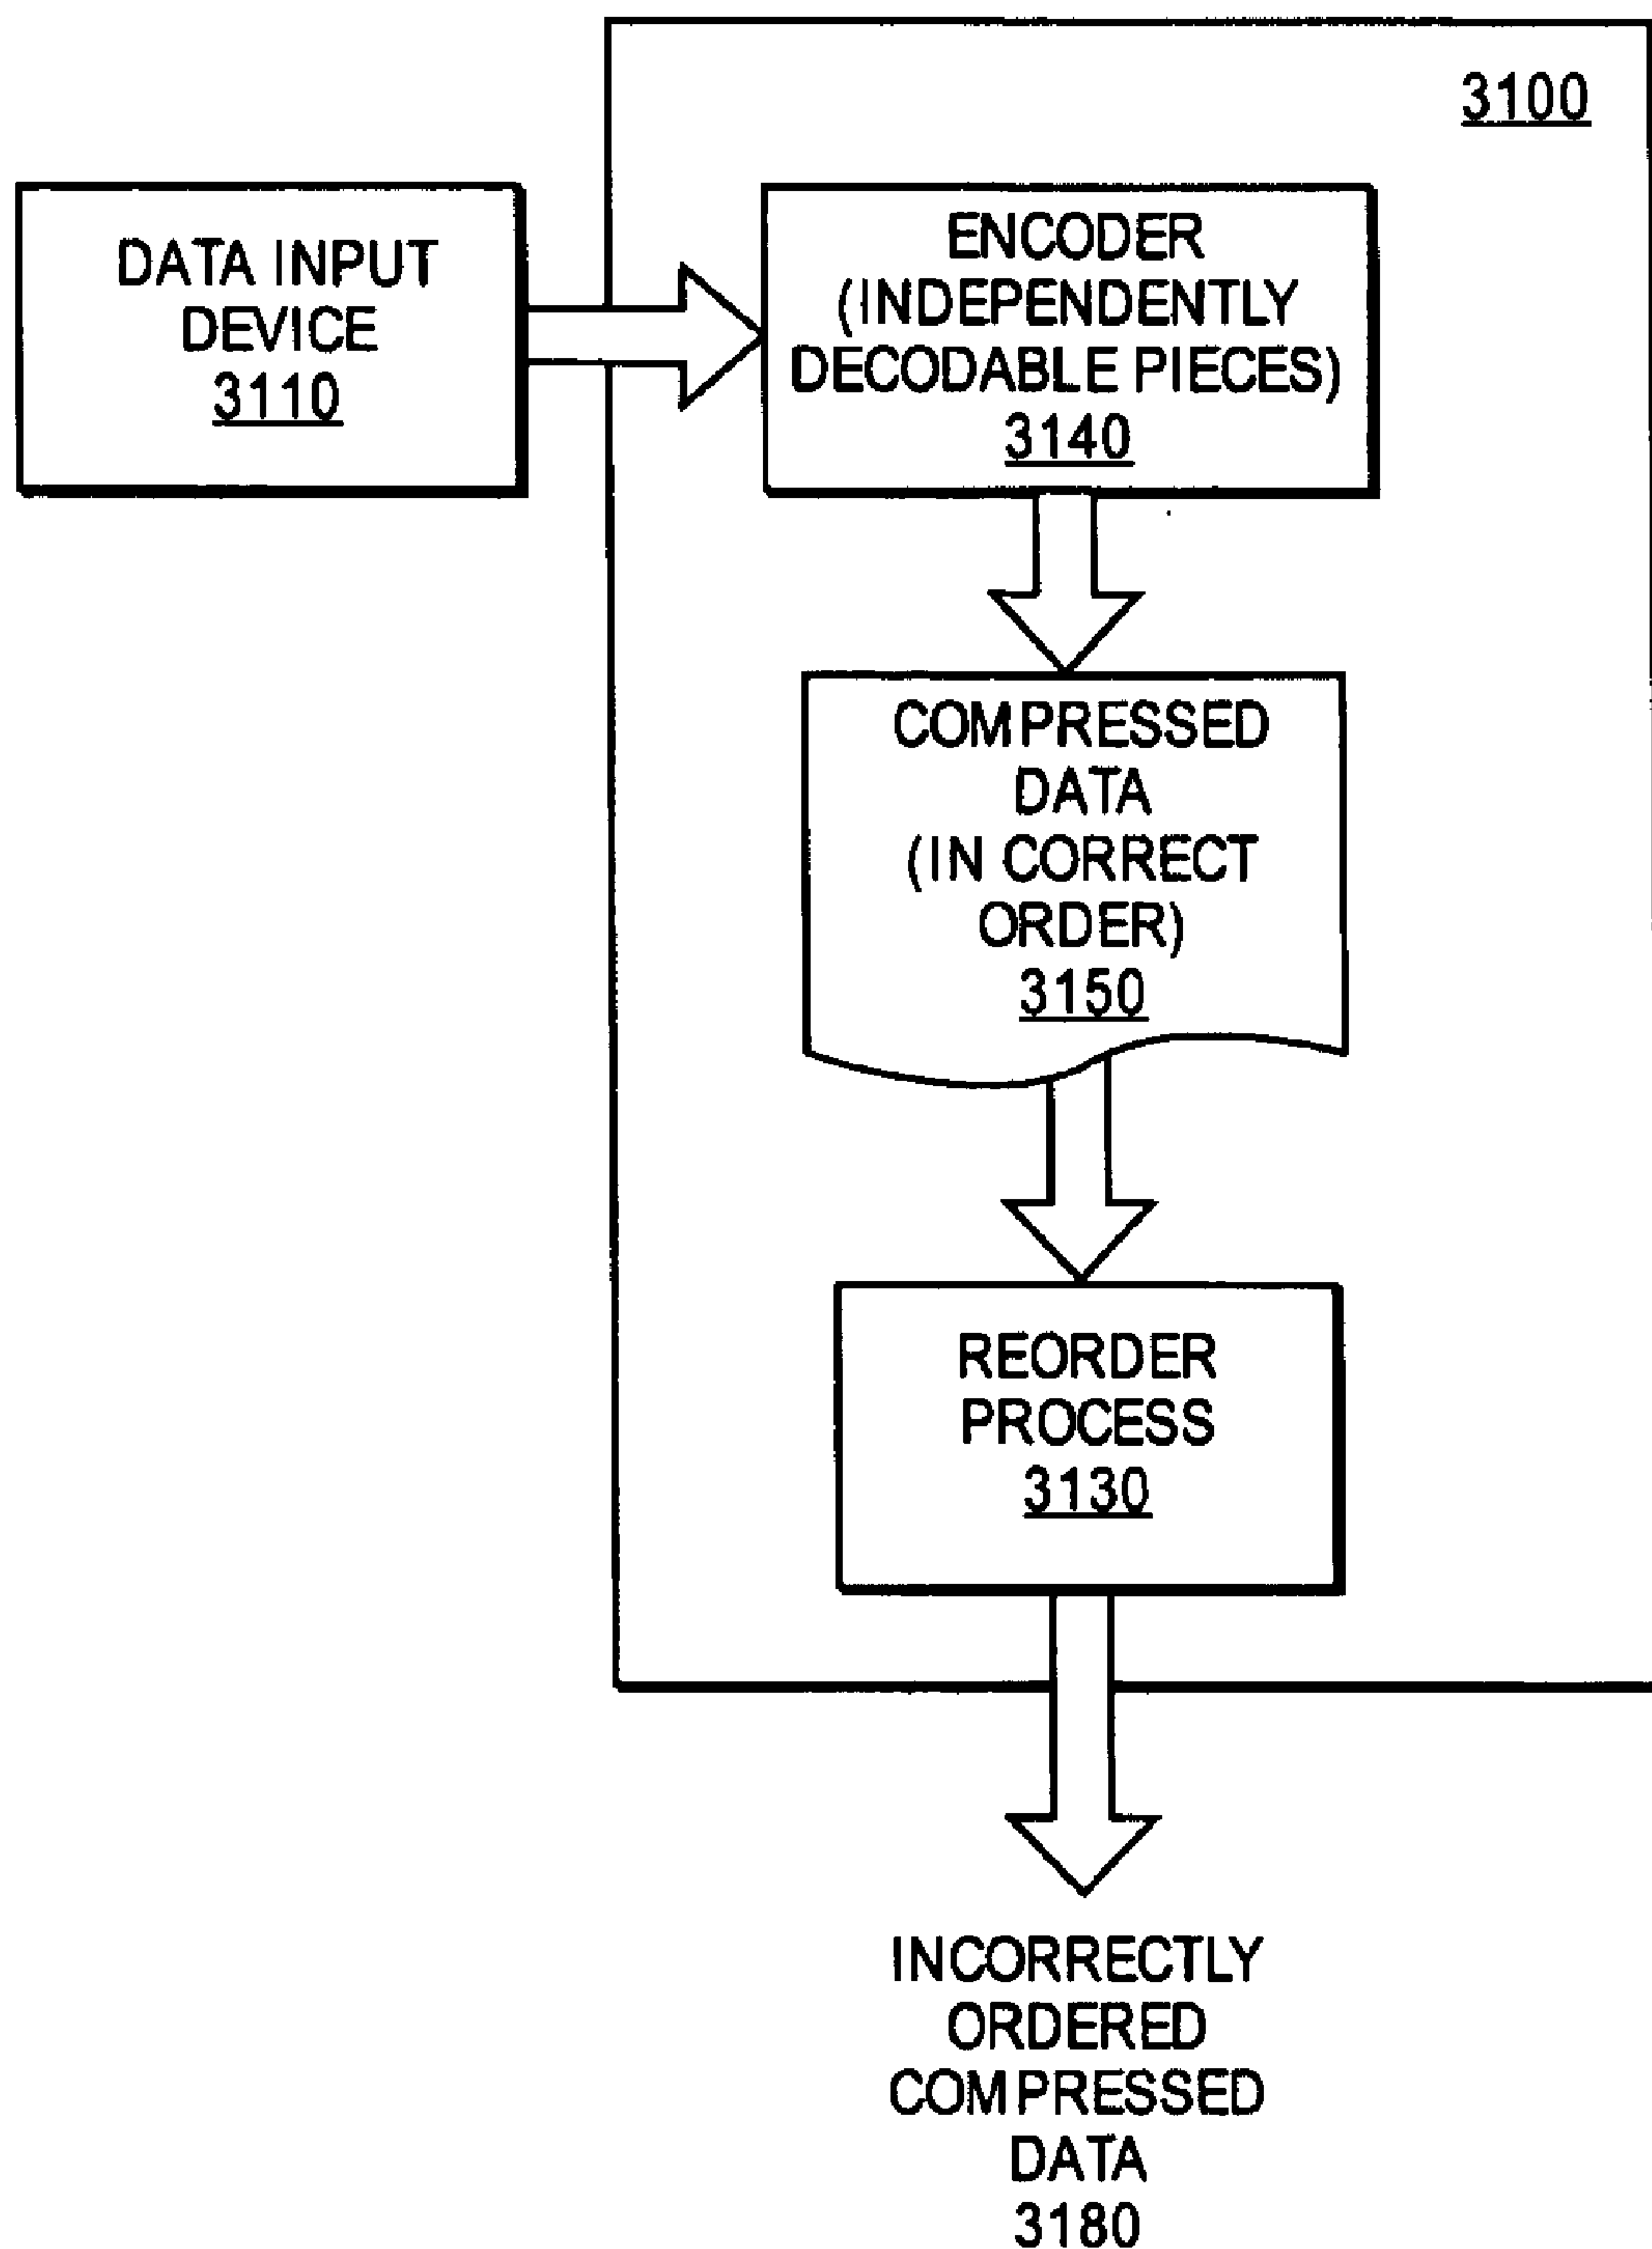 3100
DATA INPUT
DEVICE
3110
ENCODER
(INDEPENDENTLY
DECODABLE PIECES)
3140
COMPRESSED
DATA
(IN CORRECT
ORDER)
3150
REORDER
PROCESS
3130
INCORRECTLY
ORDERED
COMPRESSED
DATA
3180